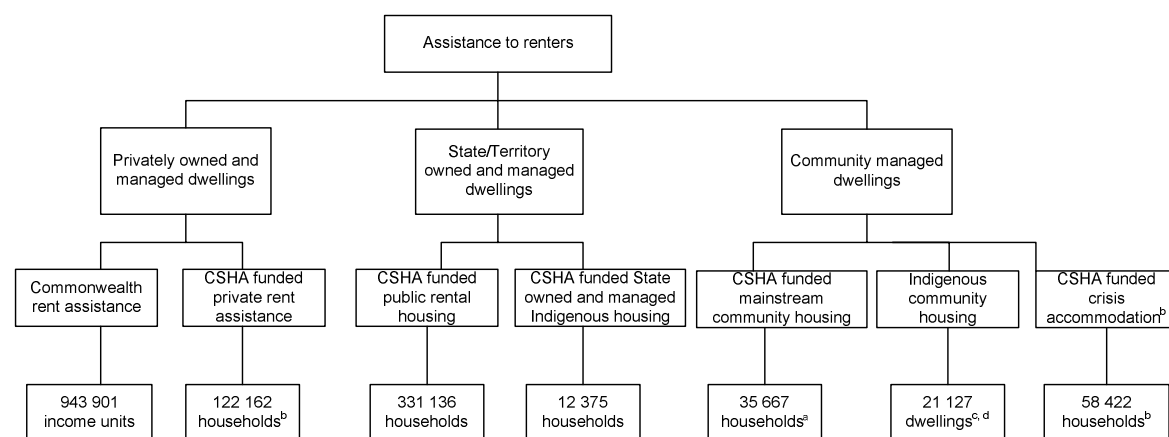 Assistance to renters
Privately owned and
managed dwellings
State/Territory
owned and managed
dwellings
Community managed
dwellings
Commonwealth
rent assistance
CSHA funded
private rent
assistance
CSHA funded
public rental
housing
CSHA funded State
owned and managed
Indigenous housing
CSHA funded
mainstream
community housing
Indigenous
community
housing
CSHA funded
crisis
accommodationᵇ
943 901
income units
122 162
householdsᵇ
331 136
households
12 375
households
35 667
householdsᵃ
21 127
dwellingsᶜ, ᵈ
58 422
householdsᵇ